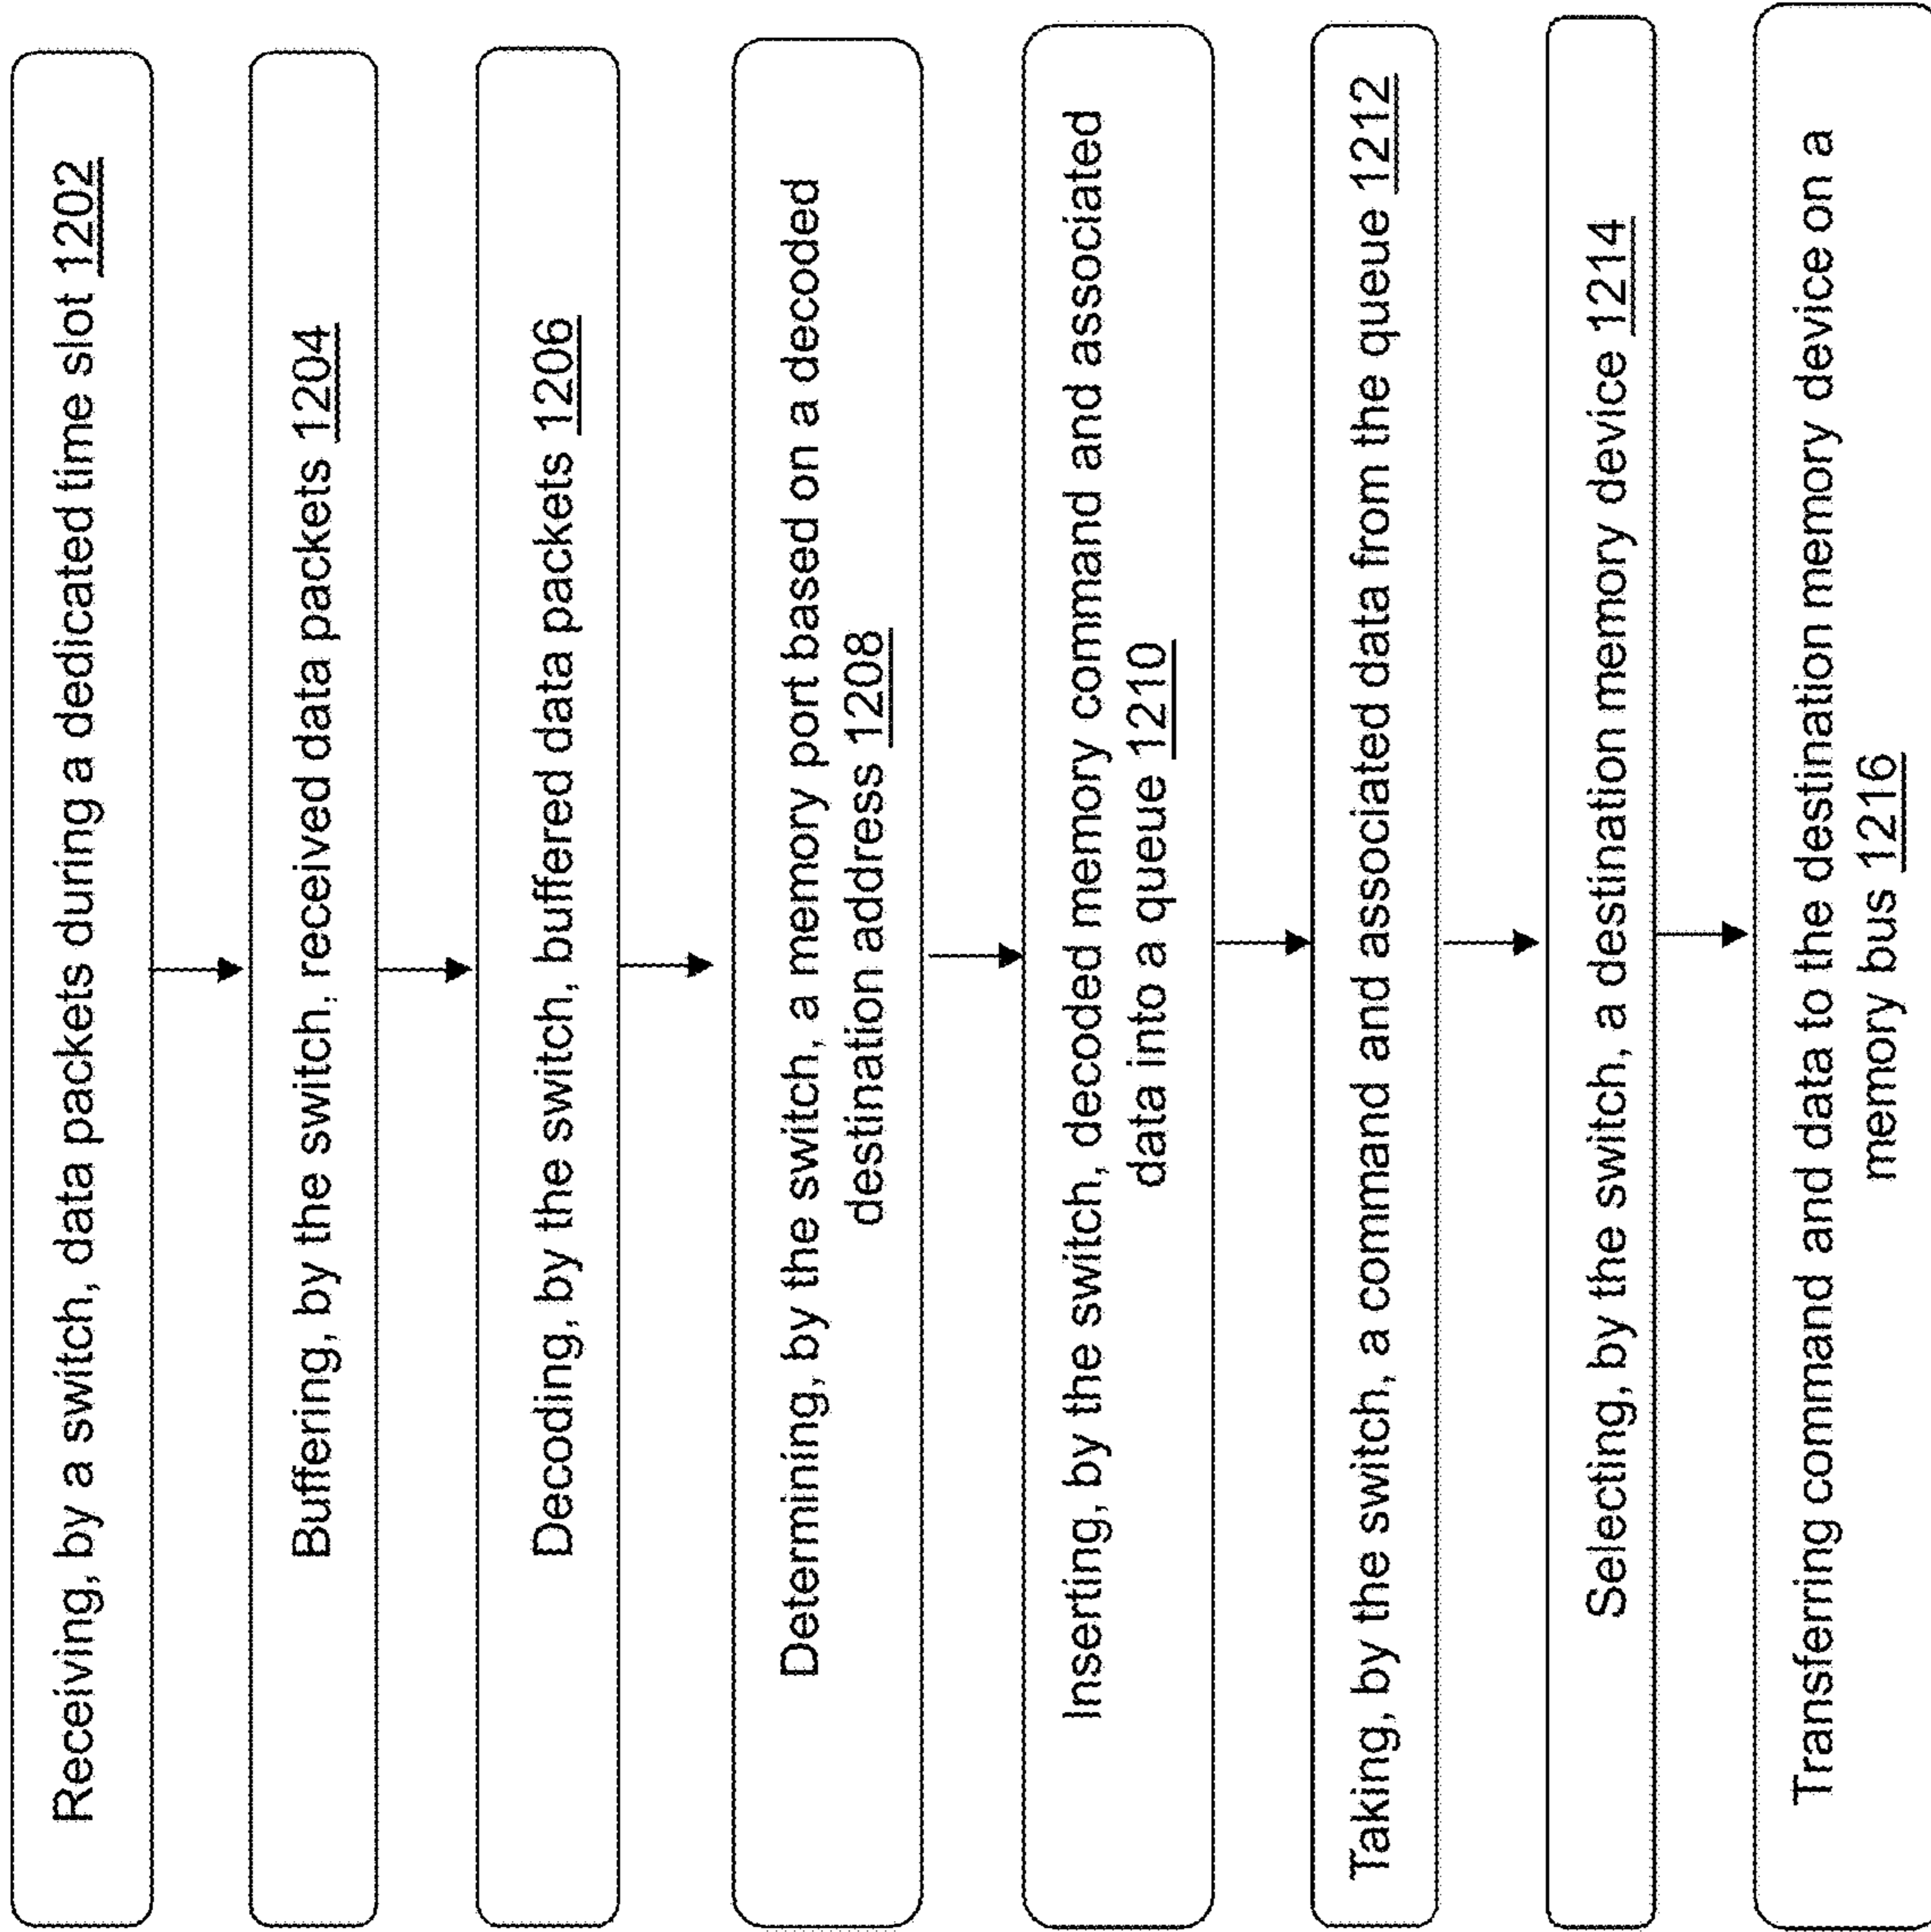 Receiving, by a switch, data packets during a dedicated time slot 1202
Buffering, by the switch, received data packets 1204
Decoding, by the switch, buffered data packets 1206
Determining, by the switch, a memory port based on a decoded
destination address 1208
Inserting, by the switch, decoded memory command and associated
data into a queue 1210
Taking, by the switch, a command and associated data from the queue 1212
Selecting, by the switch, a destination memory device 1214
Transferring command and data to the destination memory device on a
memory bus 1216